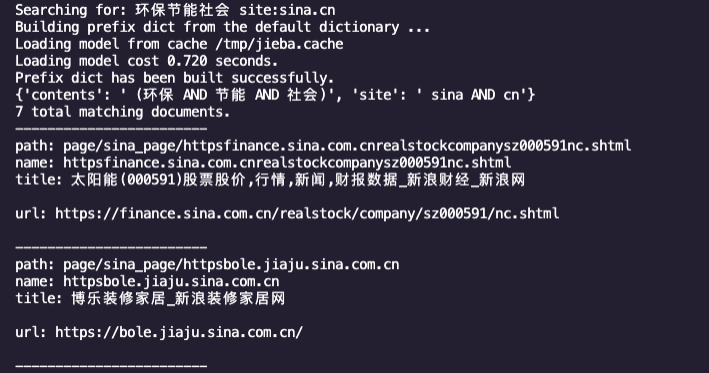 Searching for: 环保节能社会 site:sina.cn
Building prefix dict from the default dictionary ...
Loading model from cache /tmp/jieba.cache
Loading model cost 0.720 seconds.
Prefix dict has been built successfully.
{'contents': ' (环保 AND 节能 AND 社会)', 'site': ' sina AND cn'}
7 total matching documents.
------------------------
path: page/sina_page/httpsfinance.sina.com.cnrealstockcompanysz000591nc.shtml
name: httpsfinance.sina.com.cnrealstockcompanysz000591nc.shtml
title: 太阳能(000591)股票股价,行情,新闻,财报数据_新浪财经_新浪网
url: https://finance.sina.com.cn/realstock/company/sz000591/nc.shtml
------------------------
path: page/sina_page/httpsbole.jiaju.sina.com.cn
name: httpsbole.jiaju.sina.com.cn
title: 博乐装修家居_新浪装修家居网
url: https://bole.jiaju.sina.com.cn/
------------------------